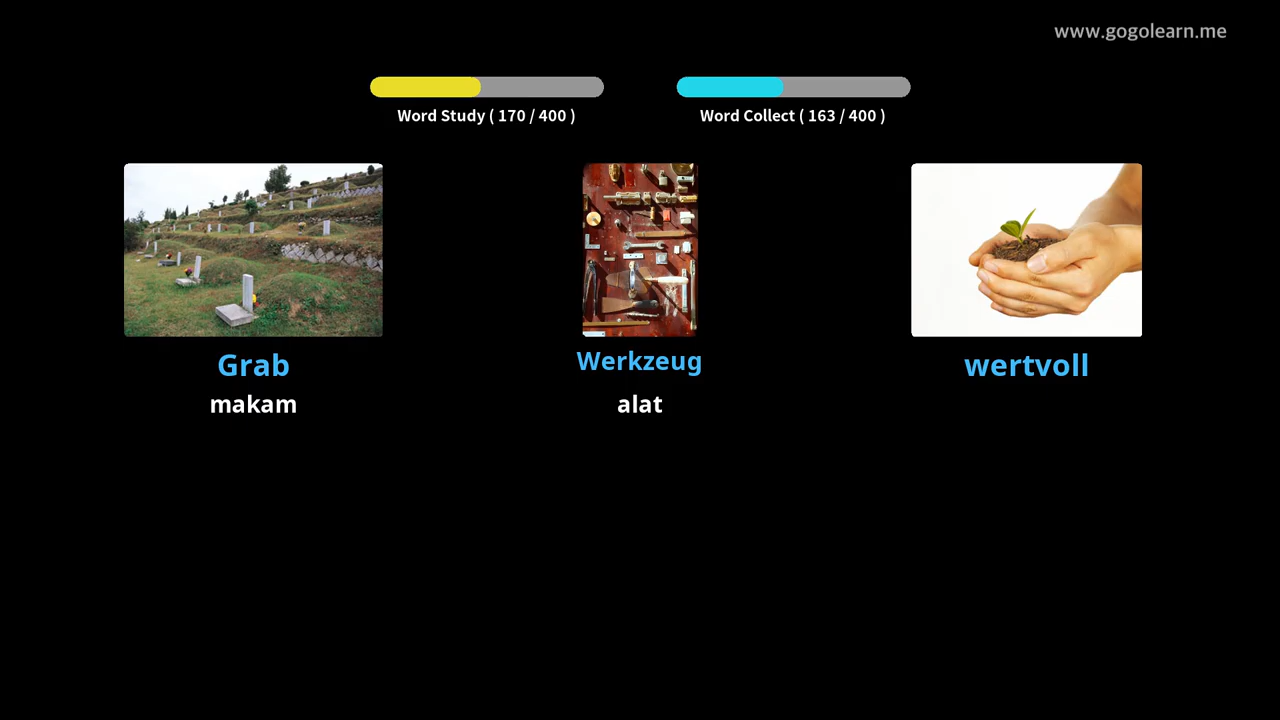 www.gogolearn.me
Word Study ( 170 / 400 )
Word Collect ( 163 / 400 )
Grab
makam
Werkzeug
alat
wertvoll